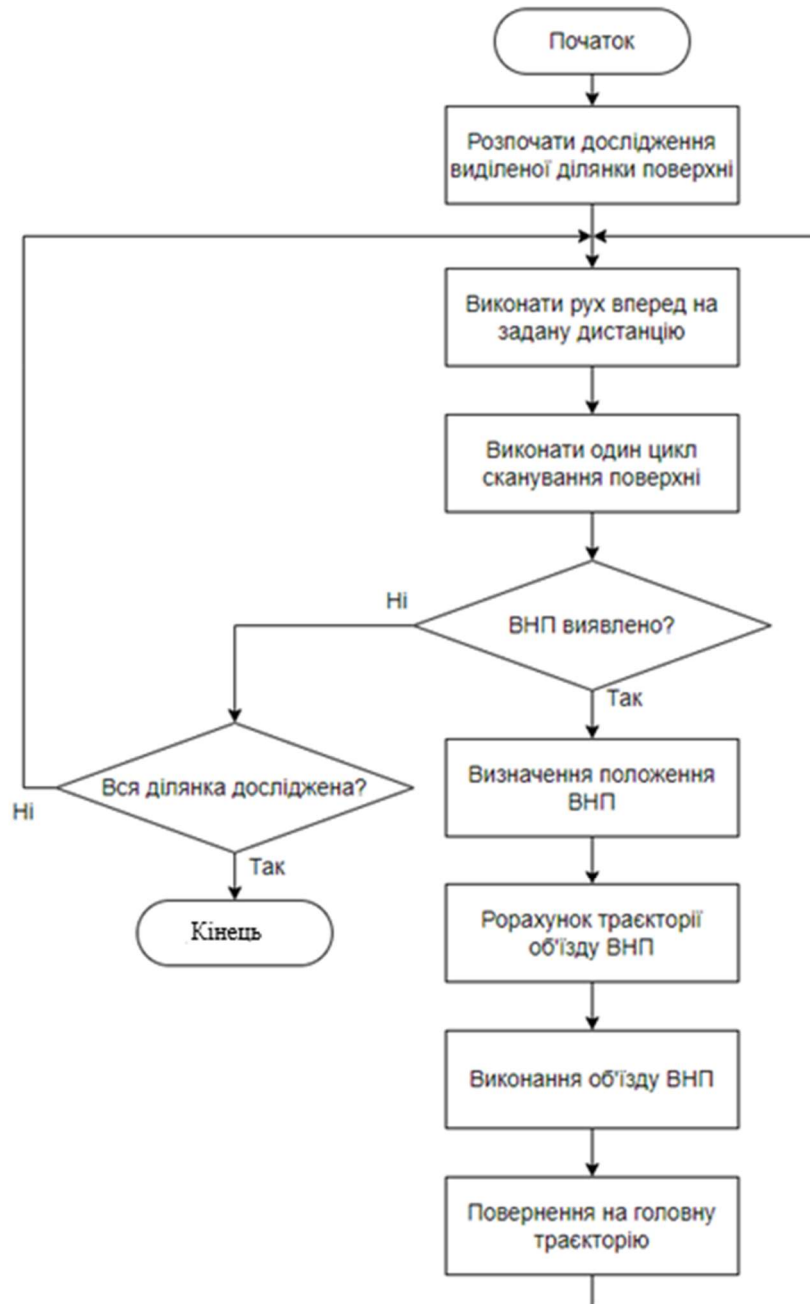 Початок
Розпочати дослідження
виділеної ділянки поверхні
Виконати рух вперед на
задану дистанцію
Виконати один цикл
сканування поверхні
Ні
ВНП виявлено?
Так
Вся ділянка досліджена?
Ні
Так
Кінець
Визначення положення
ВНП
Рорахунок траєкторії
об'їзду ВНП
Виконання об'їзду ВНП
Повернення на головну
траєкторію